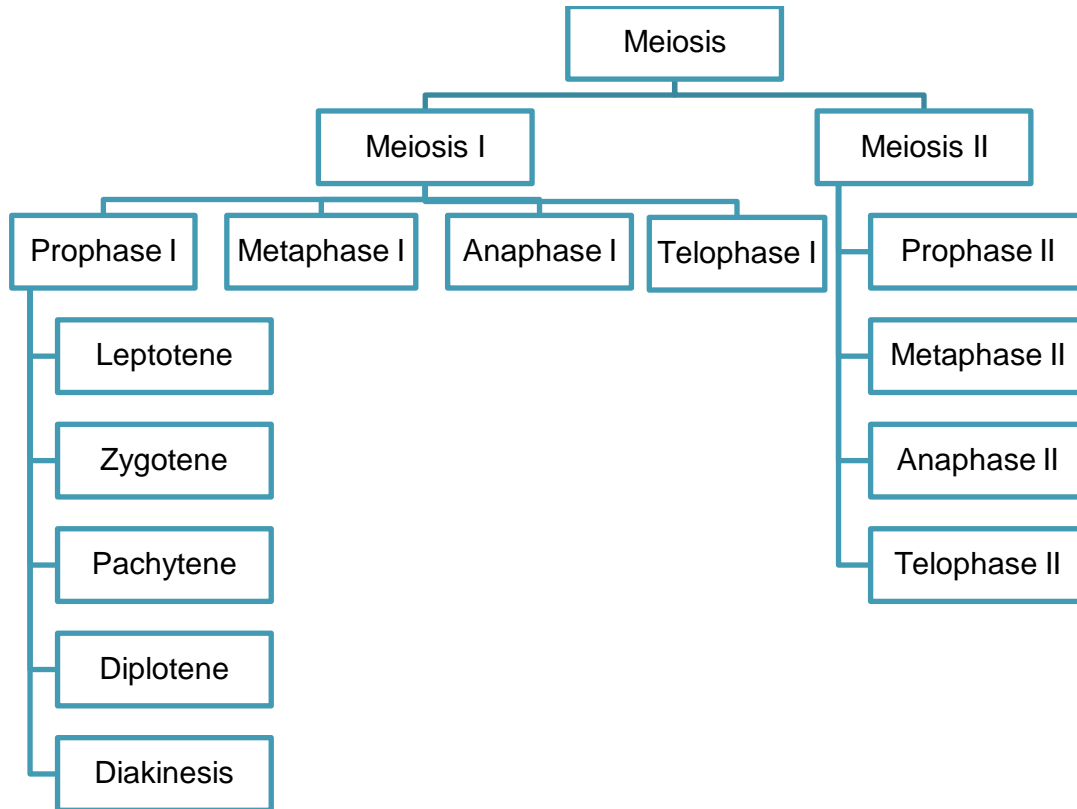 Meiosis
Meiosis I
Meiosis II
Prophase I
Metaphase I
Anaphase I
Telophase I
Leptotene
Zygotene
Pachytene
Diplotene
Diakinesis
Prophase II
Metaphase II
Anaphase II
Telophase II